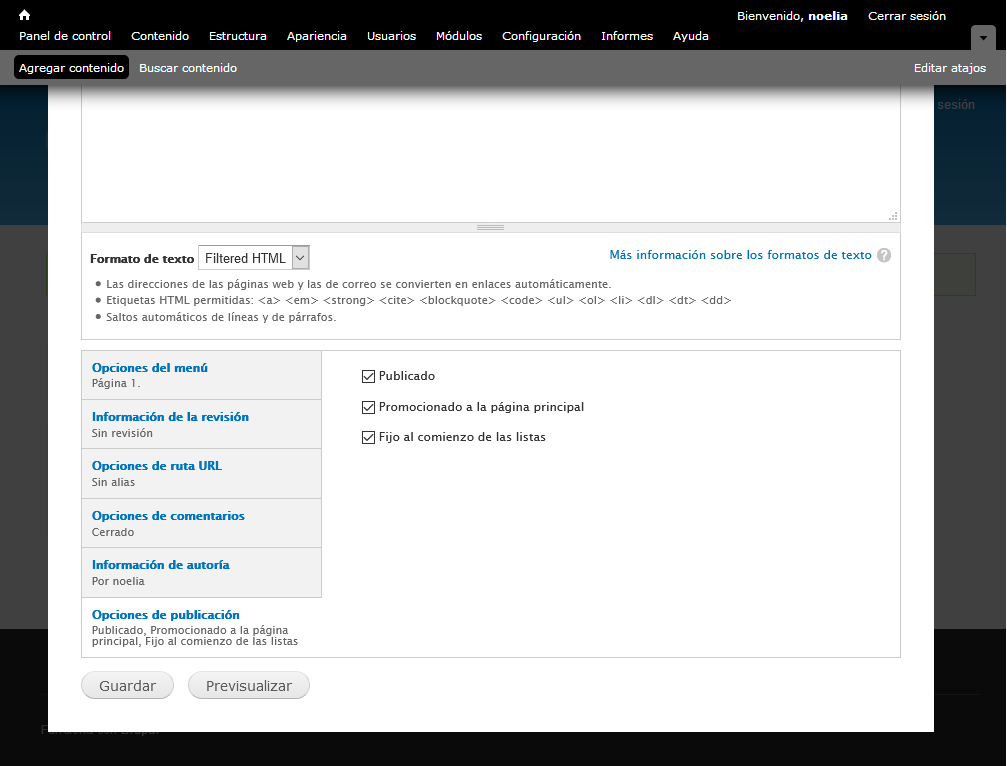 Bienvenido, noelia Cerrar sesión
Panel de control Contenido Estructura Apariencia Usuarios Módulos Configuración Informes Ayuda
Agregar contenido Buscar contenido Editar atajos
sesión
Formato de texto Filtered HTML Más información sobre los formatos de texto ?
Las direcciones de las páginas web y las de correo se convierten en enlaces automáticamente.
Etiquetas HTML permitidas: <a> <em> <strong> <cite> <blockquote> <code> <ul> <ol> <li> <dl> <dt> <dd>
Saltos automáticos de líneas y de párrafos.
Opciones del menú
Página 1.
Información de la revisión
Sin revisión
Opciones de ruta URL
Sin alias
Opciones de comentarios
Cerrado
Información de autoría
Por noelia
Opciones de publicación
Publicado, Promocionado a la página
principal, Fijo al comienzo de las listas
Publicado
Promocionado a la página principal
Fijo al comienzo de las listas
Guardar Previsualizar